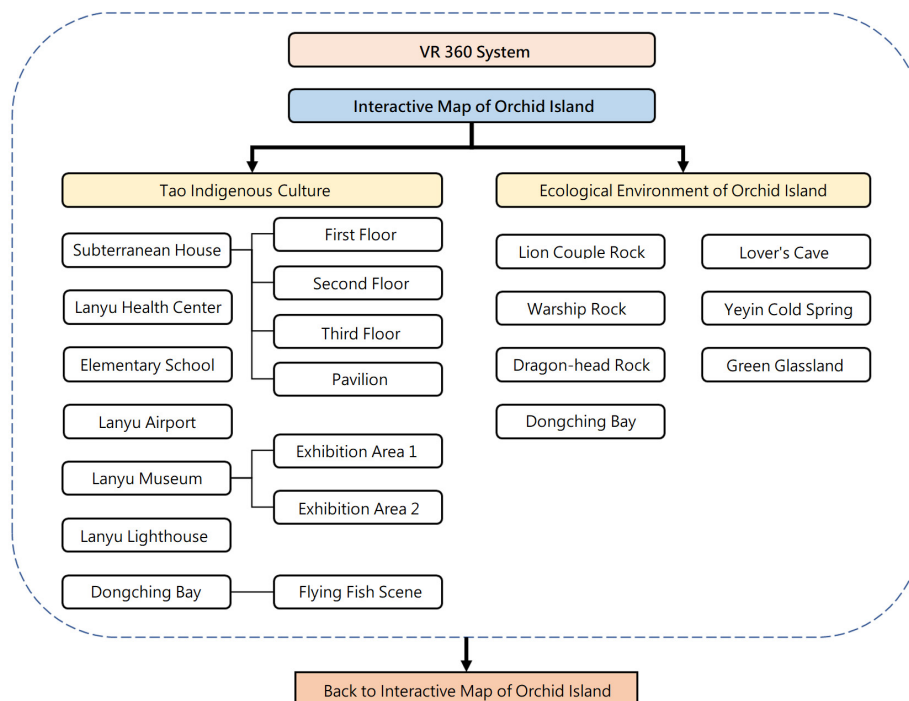 VR 360 System
Interactive Map of Orchid Island
Tao Indigenous Culture
Subterranean House
First Floor
Second Floor
Third Floor
Pavilion
Lanyu Health Center
Elementary School
Lanyu Airport
Lanyu Museum
Exhibition Area 1
Exhibition Area 2
Lanyu Lighthouse
Dongching Bay
Flying Fish Scene
Ecological Environment of Orchid Island
Lion Couple Rock
Warship Rock
Dragon-head Rock
Dongching Bay
Lover's Cave
Yeyin Cold Spring
Green Glassland
Back to Interactive Map of Orchid Island